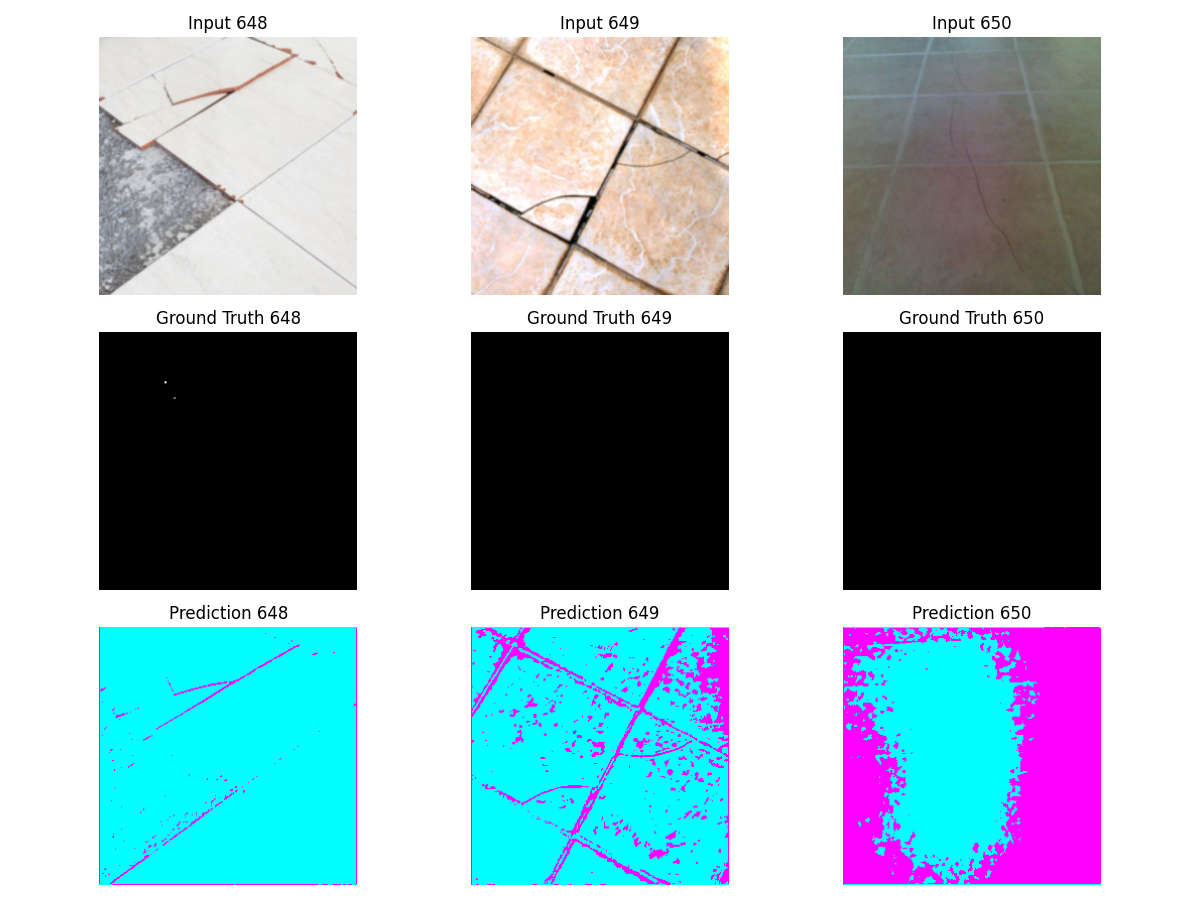 Input 648
Input 649
Input 650
Ground Truth 648
Ground Truth 649
Ground Truth 650
Prediction 648
Prediction 649
Prediction 650